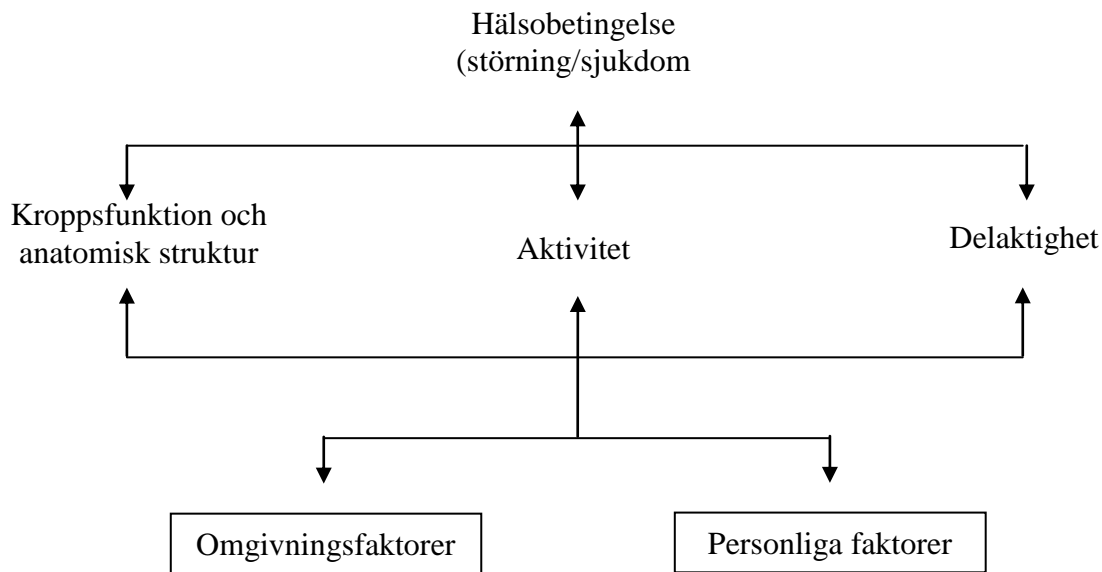 Hälsobetingelse
(störning/sjukdom
Kroppsfunktion och
anatomisk struktur
Aktivitet
Delaktighet
Omgivningsfaktorer
Personliga faktorer